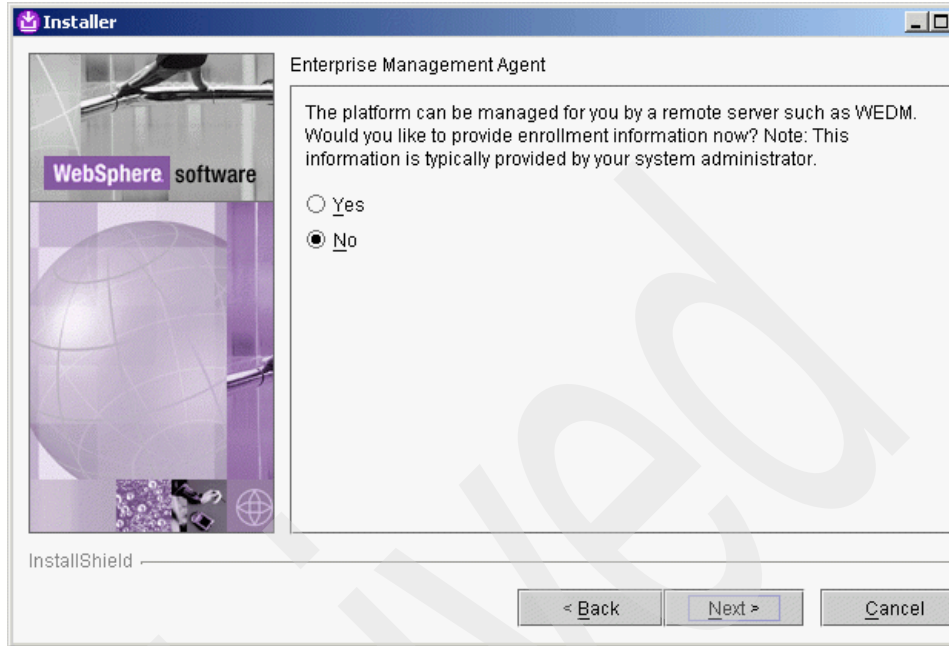 Installer
Enterprise Management Agent
The platform can be managed for you by a remote server such as WEDM.
Would you like to provide enrollment information now? Note: This
information is typically provided by your system administrator.
Yes
No
WebSphere. software
InstallShield
< Back
Next >
Cancel